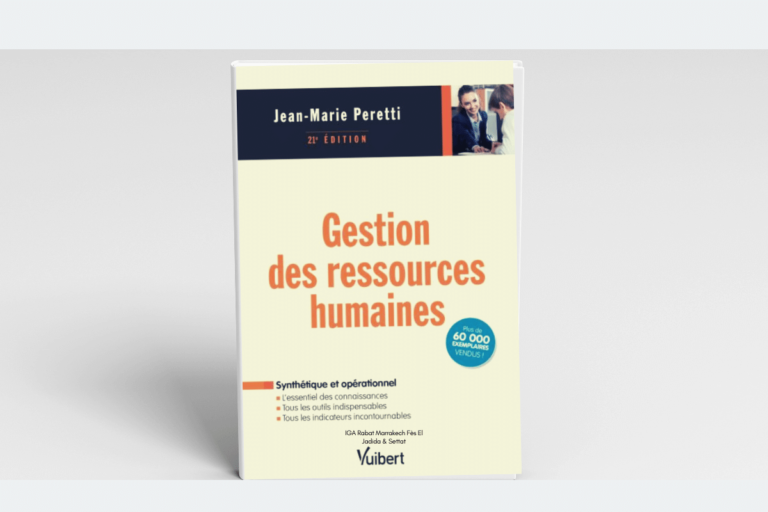 Jean-Marie Peretti
21e ÉDITION
Gestion
des ressources
humaines
Plus de
60 000
EXEMPLAIRES
VENDUS !
Synthétique et opérationnel
L'essentiel des connaissances
Tous les outils indispensables
Tous les indicateurs incontournables
IGA Rabat Marrakech Fès El
Jadida & Settat
Vuibert